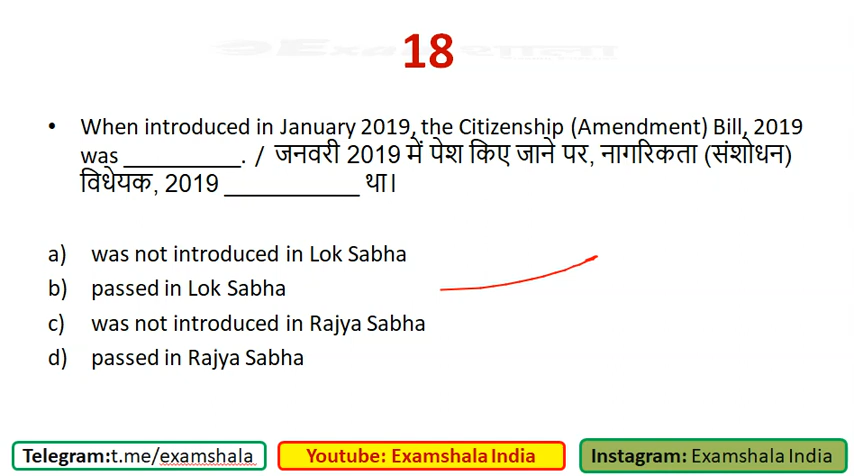 18
• When introduced in January 2019, the Citizenship (Amendment) Bill, 2019
was __________. / जनवरी 2019 में पेश किए जाने पर, नागरिकता (संशोधन)
विधेयक, 2019 ___________ था।
a) was not introduced in Lok Sabha
b) passed in Lok Sabha
c) was not introduced in Rajya Sabha
d) passed in Rajya Sabha
Telegram:t.me/examshala
Youtube: Examshala India
Instagram: Examshala India